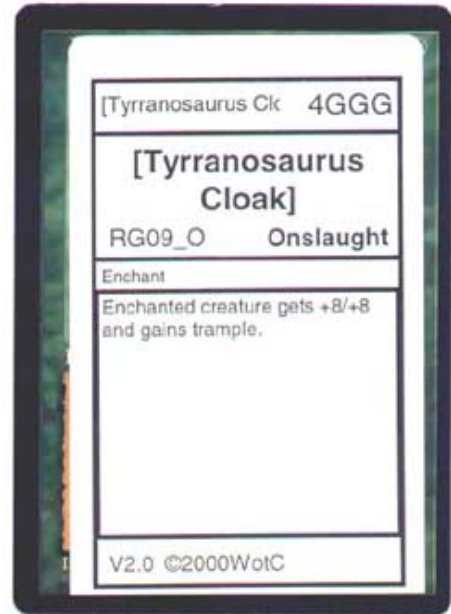 [Tyrranosaurus Clc 4GGG
[Tyrranosaurus
Cloak]
RG09_O Onslaught
Enchant
Enchanted creature gets +8/+8
and gains trample.
V2.0 ©2000WotC